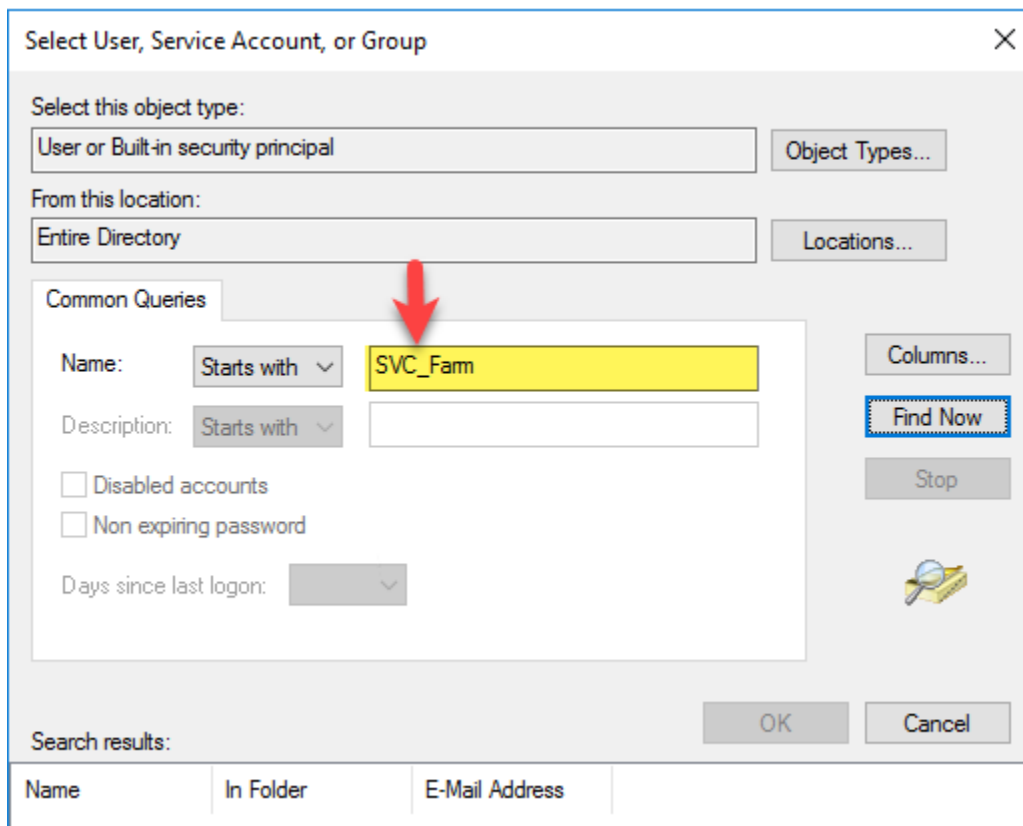 Select User, Service Account, or Group
Select this object type:
User or Built-in security principal
Object Types...
From this location:
Entire Directory
Locations...
Common Queries
Name:
Starts with
SVC_Farm
Columns...
Description:
Starts with
Find Now
Disabled accounts
Stop
Non expiring password
Days since last logon:
OK
Cancel
Search results:
Name
In Folder
E-Mail Address